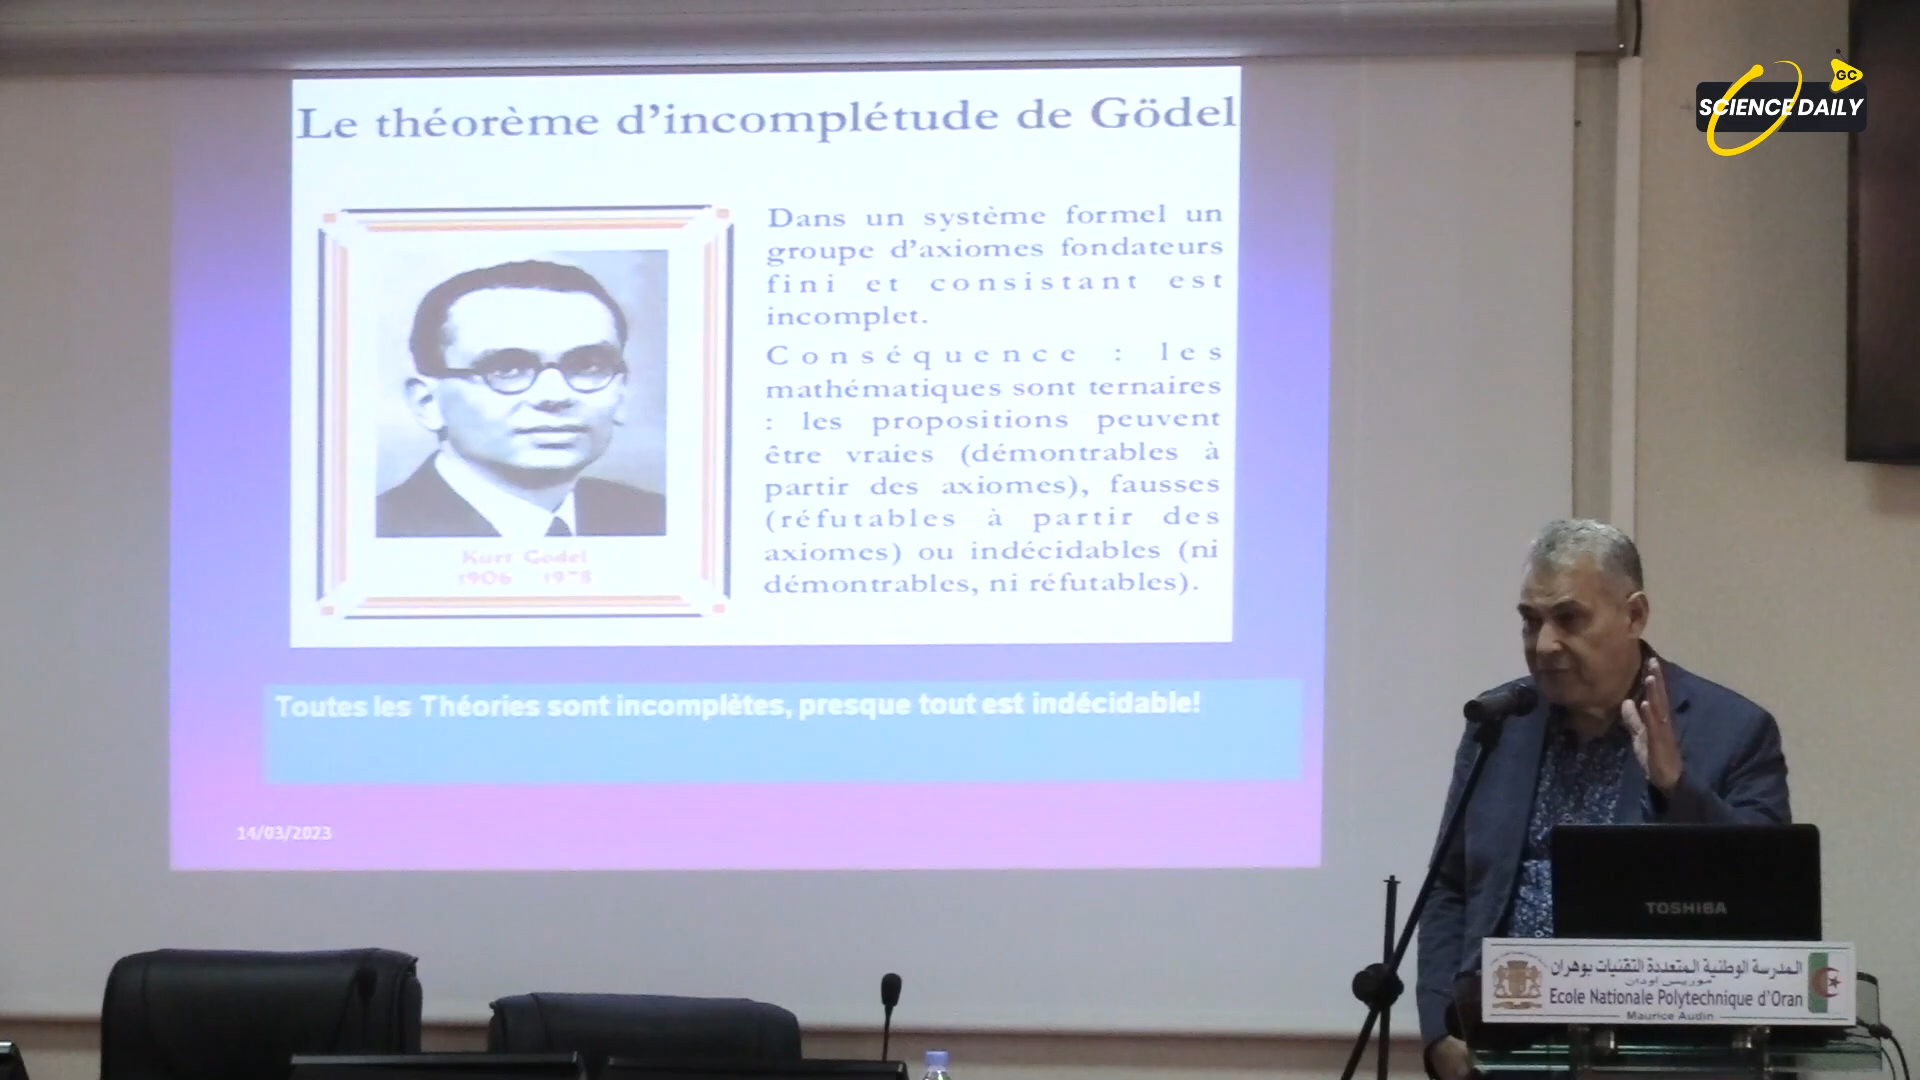 GC
SCIENCE DAILY
Le théorème d'incomplétude de Gödel
Dans un système formel un
groupe d'axiomes fondateurs
fini et consistant est
incomplet.
Conséquence : les
mathématiques sont ternaires
: les propositions peuvent
être vraies (démontrables à
partir des axiomes), fausses
(réfutables à partir des
axiomes) ou indécidables (ni
démontrables, ni réfutables).
Kurt Godel
1906 1978
Toutes les Théories sont incomplètes, presque tout est indécidable!
14/03/2023
TOSHIBA
المدرسة الوطنية المتعددة التقنيات بوهران
موريس أودان
Ecole Nationale Polytechnique d'Oran
Maurice Audin